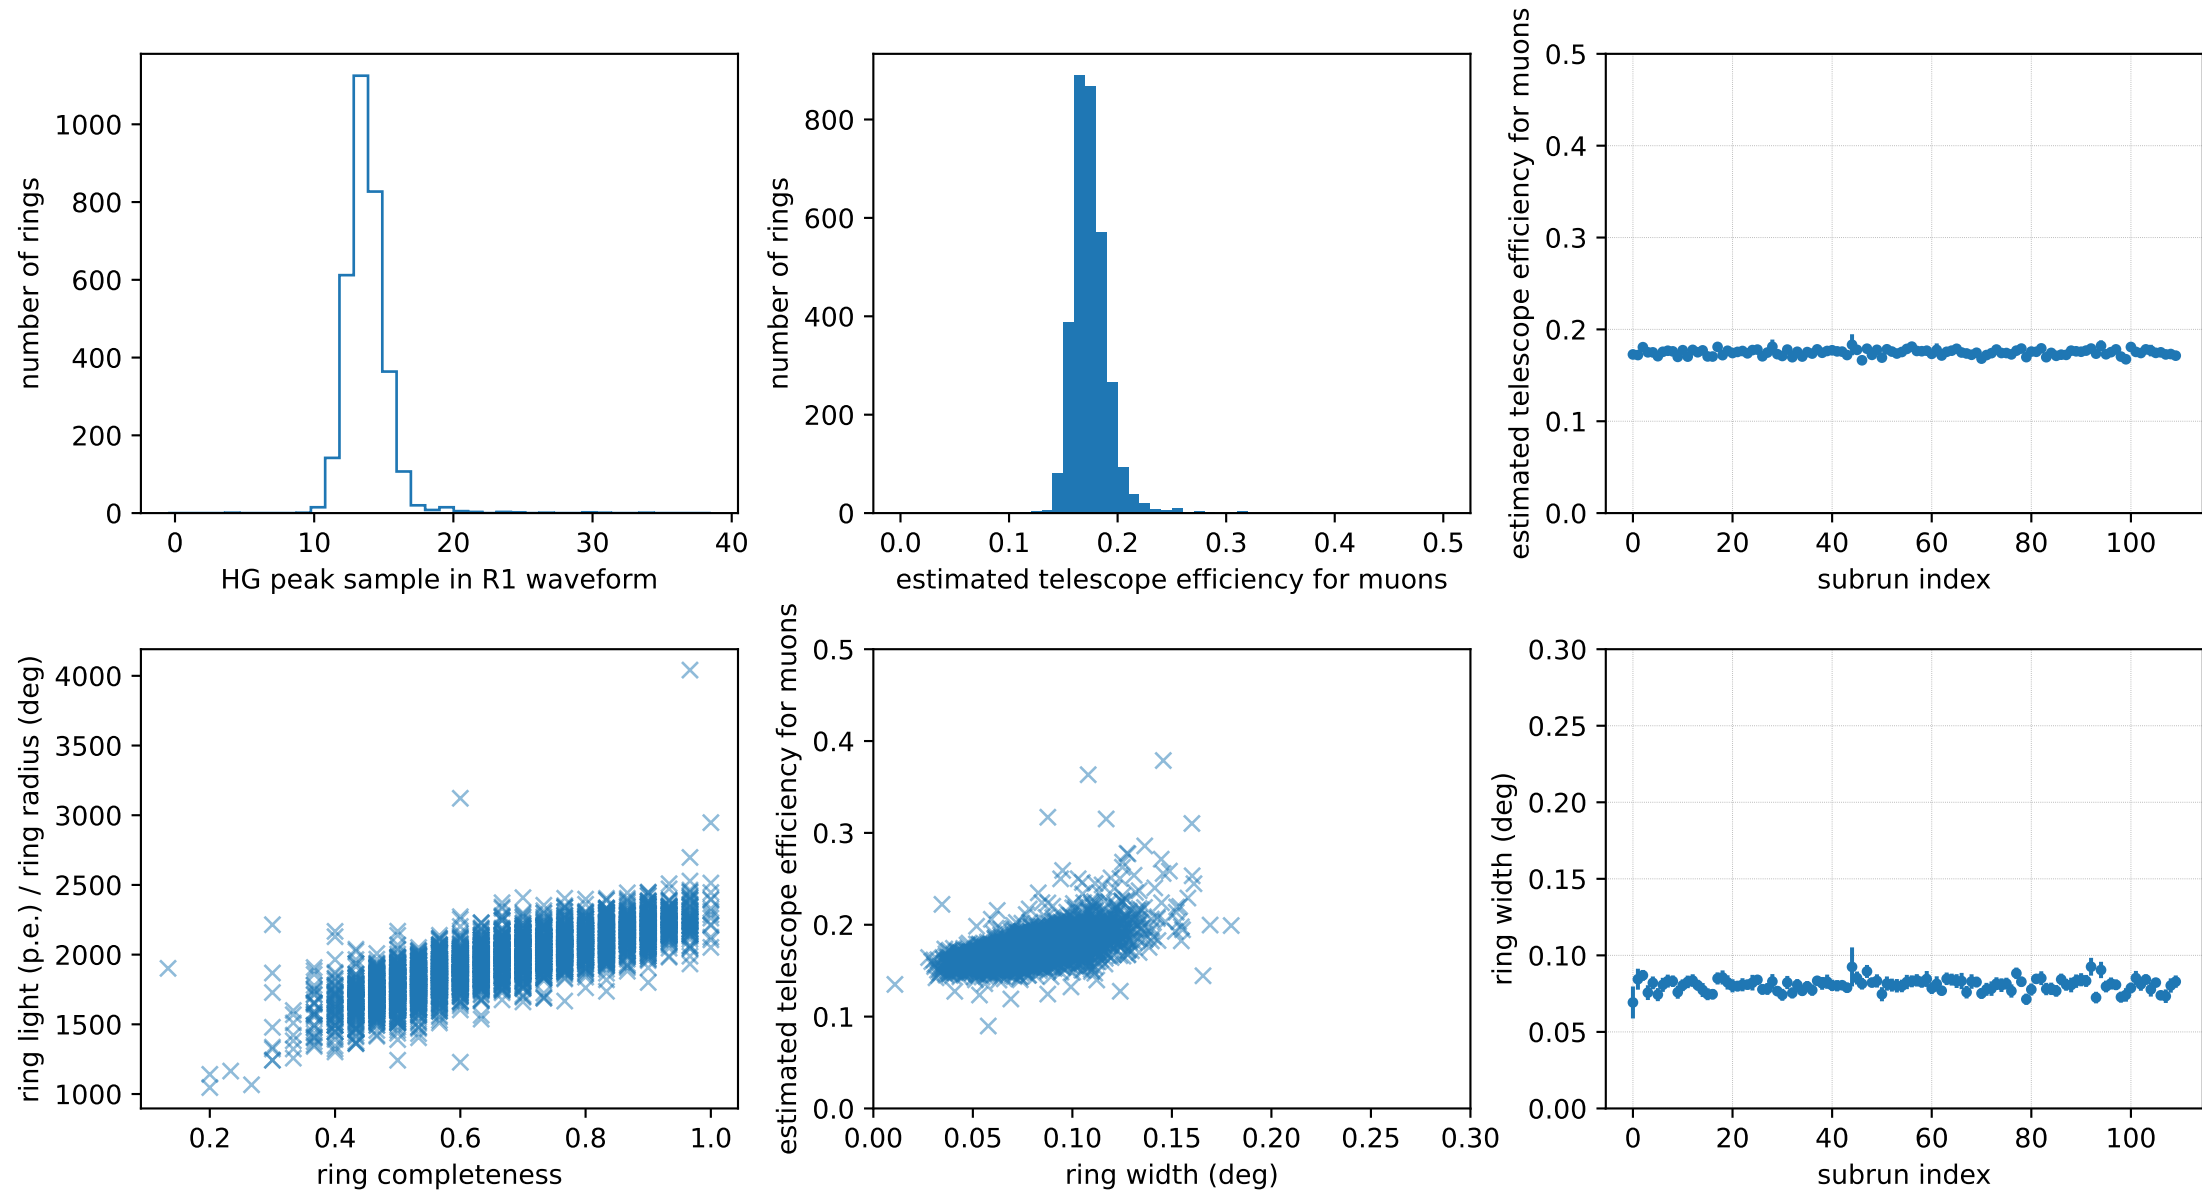 number of rings
1000
800
600
400
200
0
0 10 20 30 40
HG peak sample in R1 waveform
number of rings
800
600
400
200
0
0.0 0.1 0.2 0.3 0.4 0.5
estimated telescope efficiency for muons
estimated telescope efficiency for muons
0.5
0.4
0.3
0.2
0.1
0.0
0 20 40 60 80 100
subrun index
ring light (p.e.) / ring radius (deg)
4000
3500
3000
2500
2000
1500
1000
0.2 0.4 0.6 0.8 1.0
ring completeness
estimated telescope efficiency for muons
0.5
0.4
0.3
0.2
0.1
0.0
0.00 0.05 0.10 0.15 0.20 0.25 0.30
ring width (deg)
ring width (deg)
0.30
0.25
0.20
0.15
0.10
0.05
0.00
0 20 40 60 80 100
subrun index